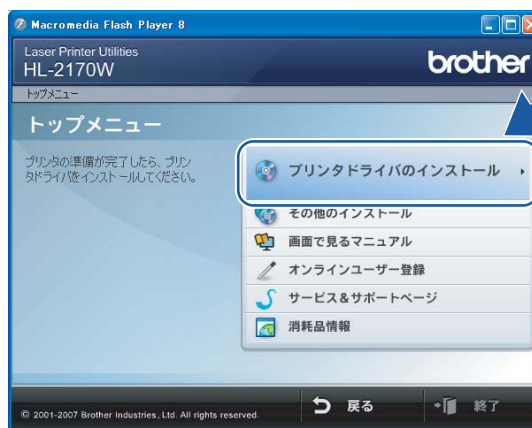 Macromedia Flash Player 8
Laser Printer Utilities
HL-2170W
brother
トップメニュー
トップメニュー
プリンタの準備が完了したら、プリン
タドライバをインストールしてください。
プリンタドライバのインストール
その他のインストール
画面で見るマニュアル
オンラインユーザー登録
サービス&サポートページ
消耗品情報
© 2001-2007 Brother Industries, Ltd. All rights reserved.
戻る
終了